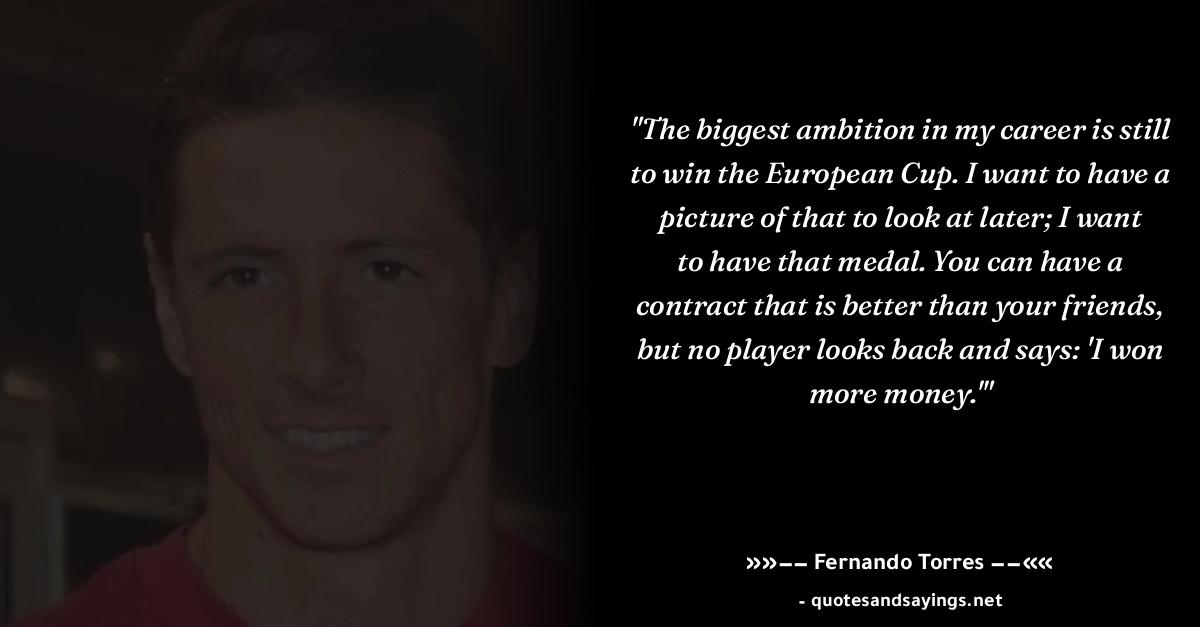 "The biggest ambition in my career is still
to win the European Cup. I want to have a
picture of that to look at later; I want
to have that medal. You can have a
contract that is better than your friends,
but no player looks back and says: 'I won
more money.'"
»»−− Fernando Torres −−««
- quotesandsayings.net